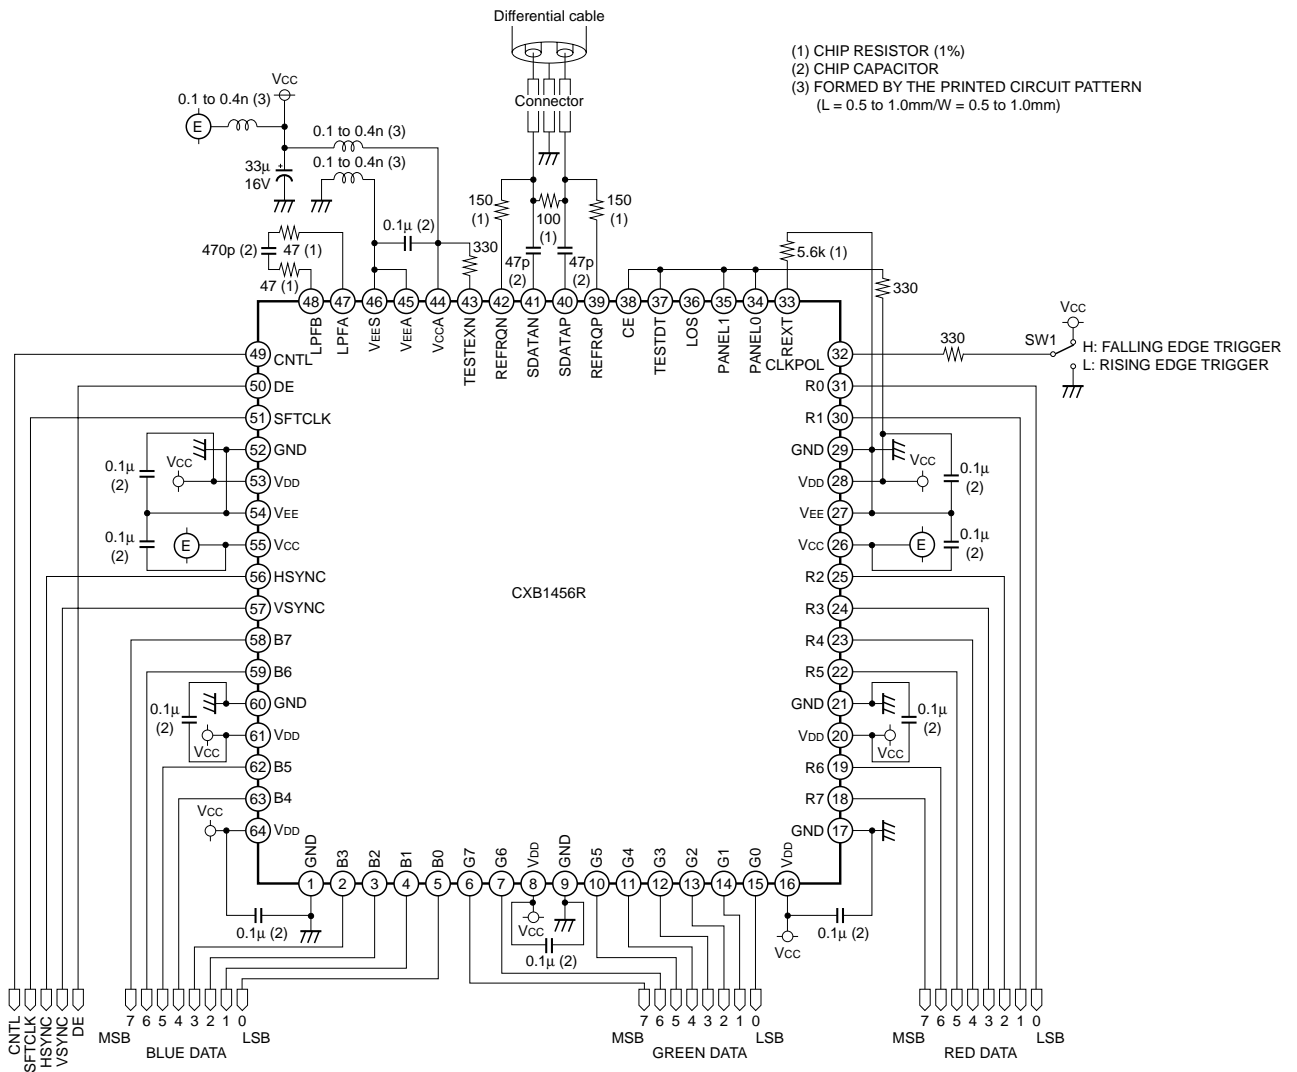 Differential cable
(1) CHIP RESISTOR (1%)
(2) CHIP CAPACITOR
(3) FORMED BY THE PRINTED CIRCUIT PATTERN
(L = 0.5 to 1.0mm/W = 0.5 to 1.0mm)
VCC
0.1 to 0.4n (3)
E
Connector
0.1 to 0.4n (3)
33µ
16V
+
0.1 to 0.4n (3)
150
(1)
100
(1)
150
(1)
0.1µ (2)
330
470p (2)
47 (1)
47 (1)
47p
(2)
47p
(2)
5.6k (1)
330
48 47 46 45 44 43 42 41 40 39 38 37 36 35 34 33
LPFB
LPFA
VEES
VEEA
VCCA
TESTEXN
REFRQN
SDATAN
SDATAP
REFRQP
CE
TESTDT
LOS
PANEL1
PANEL0
REXT
VCC
330
SW1
H: FALLING EDGE TRIGGER
L: RISING EDGE TRIGGER
49 CNTL
CLKPOL 32
50 DE
R0 31
51 SFTCLK
R1 30
52 GND
GND 29
VCC
0.1µ
(2)
53 VDD
VDD 28
VCC
0.1µ
(2)
54 VEE
VEE 27
0.1µ
(2)
E
55 VCC
VCC 26
E
0.1µ
(2)
56 HSYNC
R2 25
CXB1456R
57 VSYNC
R3 24
58 B7
R4 23
59 B6
R5 22
60 GND
GND 21
0.1µ
(2)
VCC
61 VDD
VDD 20
VCC
0.1µ
(2)
62 B5
R6 19
63 B4
R7 18
VCC
64 VDD
GND 17
GND
B3
B2
B1
B0
G7
G6
VDD
GND
G5
G4
G3
G2
G1
G0
VDD
1 2 3 4 5 6 7 8 9 10 11 12 13 14 15 16
0.1µ (2)
VCC
0.1µ (2)
0.1µ (2)
VCC
CNTL
SFTCLK
HSYNC
VSYNC
DE
7 6 5 4 3 2 1 0
MSB LSB
BLUE DATA
7 6 5 4 3 2 1 0
MSB LSB
GREEN DATA
7 6 5 4 3 2 1 0
MSB LSB
RED DATA